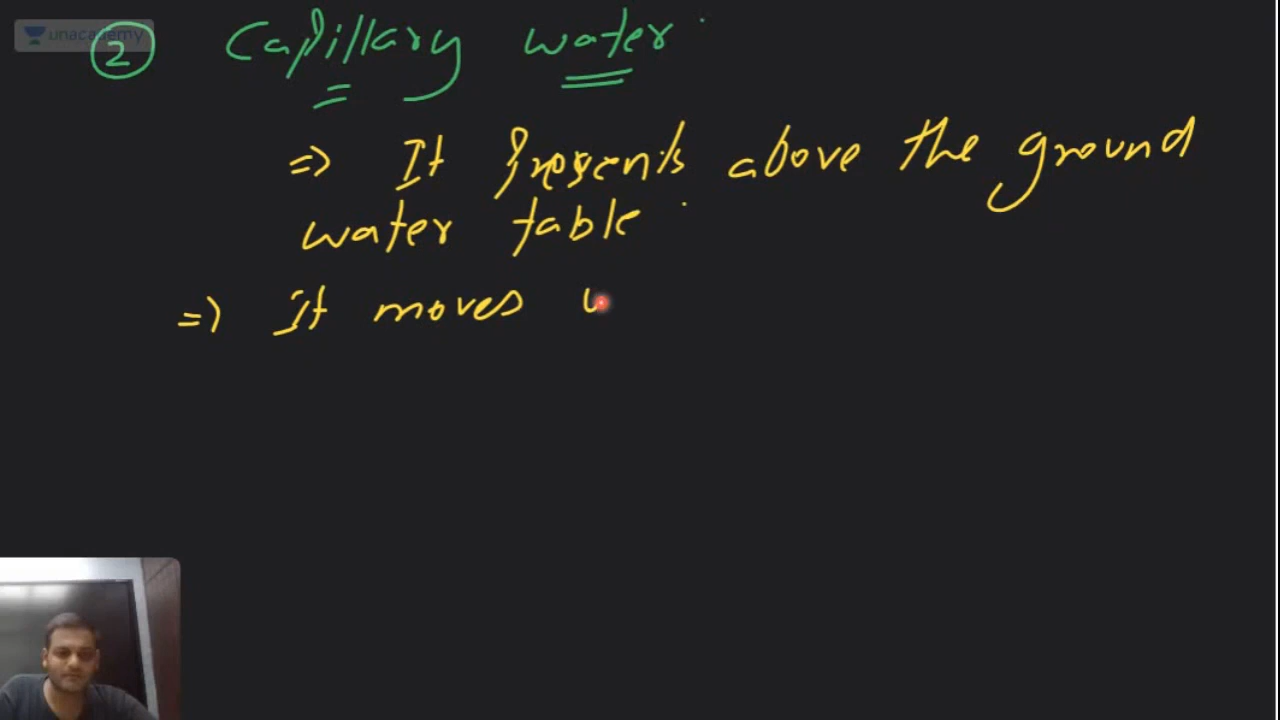 unacademy
② Capillary water.
=> It presents above the ground
water table.
=> It moves